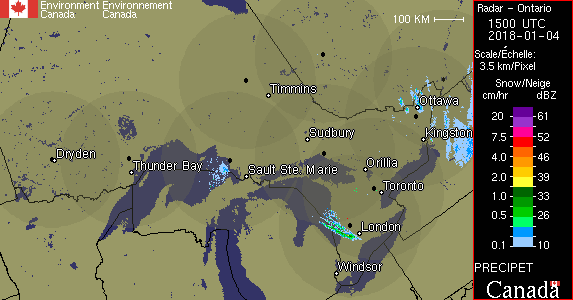 Environment Environnement
Canada Canada
100 KM
Timmins
Ottawa
Sudbury
Kingston
Dryden
Thunder Bay
Sault Ste. Marie
Orillia
Toronto
London
Windsor
Radar - Ontario
1500 UTC
2018-01-04
Scale/Échelle:
3.5 km/Pixel
Snow/Neige
cm/hr dBZ
20 61
7.5 52
4.0 46
2.0 39
1.0 33
0.5 26
0.1 10
PRECIPET
Canada